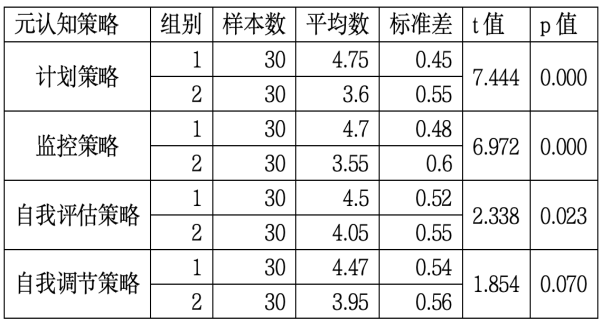 元认知策略 组别 样本数 平均数 标准差 t值 p值
计划策略 1 30 4.75 0.45 7.444 0.000
2 30 3.6 0.55
监控策略 1 30 4.7 0.48 6.972 0.000
2 30 3.55 0.6
自我评估策略 1 30 4.5 0.52 2.338 0.023
2 30 4.05 0.55
自我调节策略 1 30 4.47 0.54 1.854 0.070
2 30 3.95 0.56